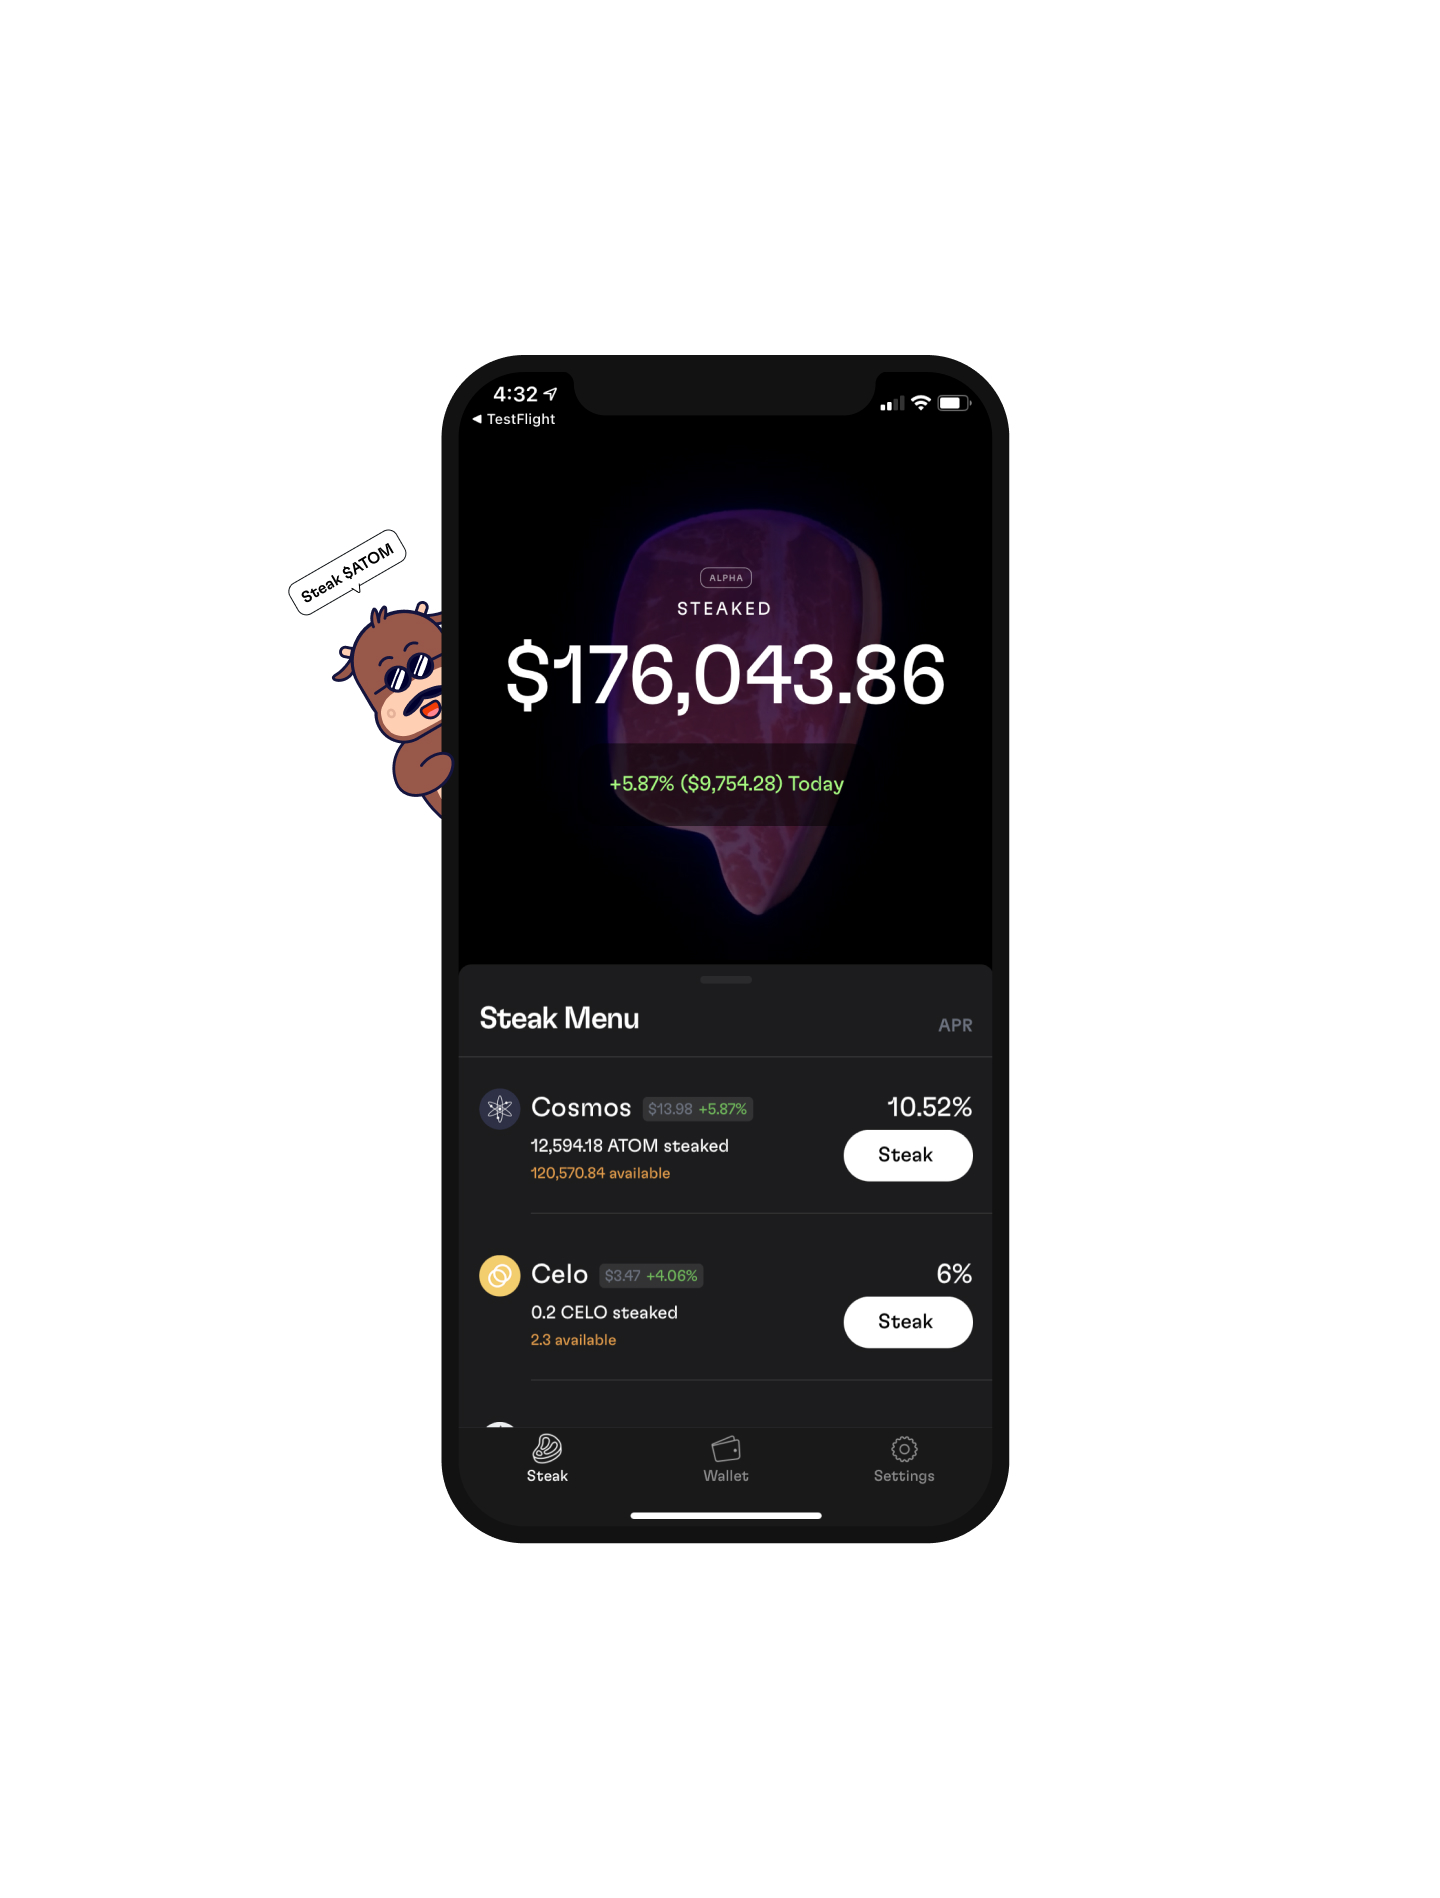 4:32
TestFlight
Steak $ATOM
ALPHA
STEAKED
$176,043.86
+5.87% ($9,754.28) Today
Steak Menu
APR
Cosmos $13.98 +5.87% 10.52%
12,594.18 ATOM steaked
Steak
120,570.84 available
Celo $3.47 +4.06% 6%
0.2 CELO steaked
Steak
2.3 available
Steak Wallet Settings